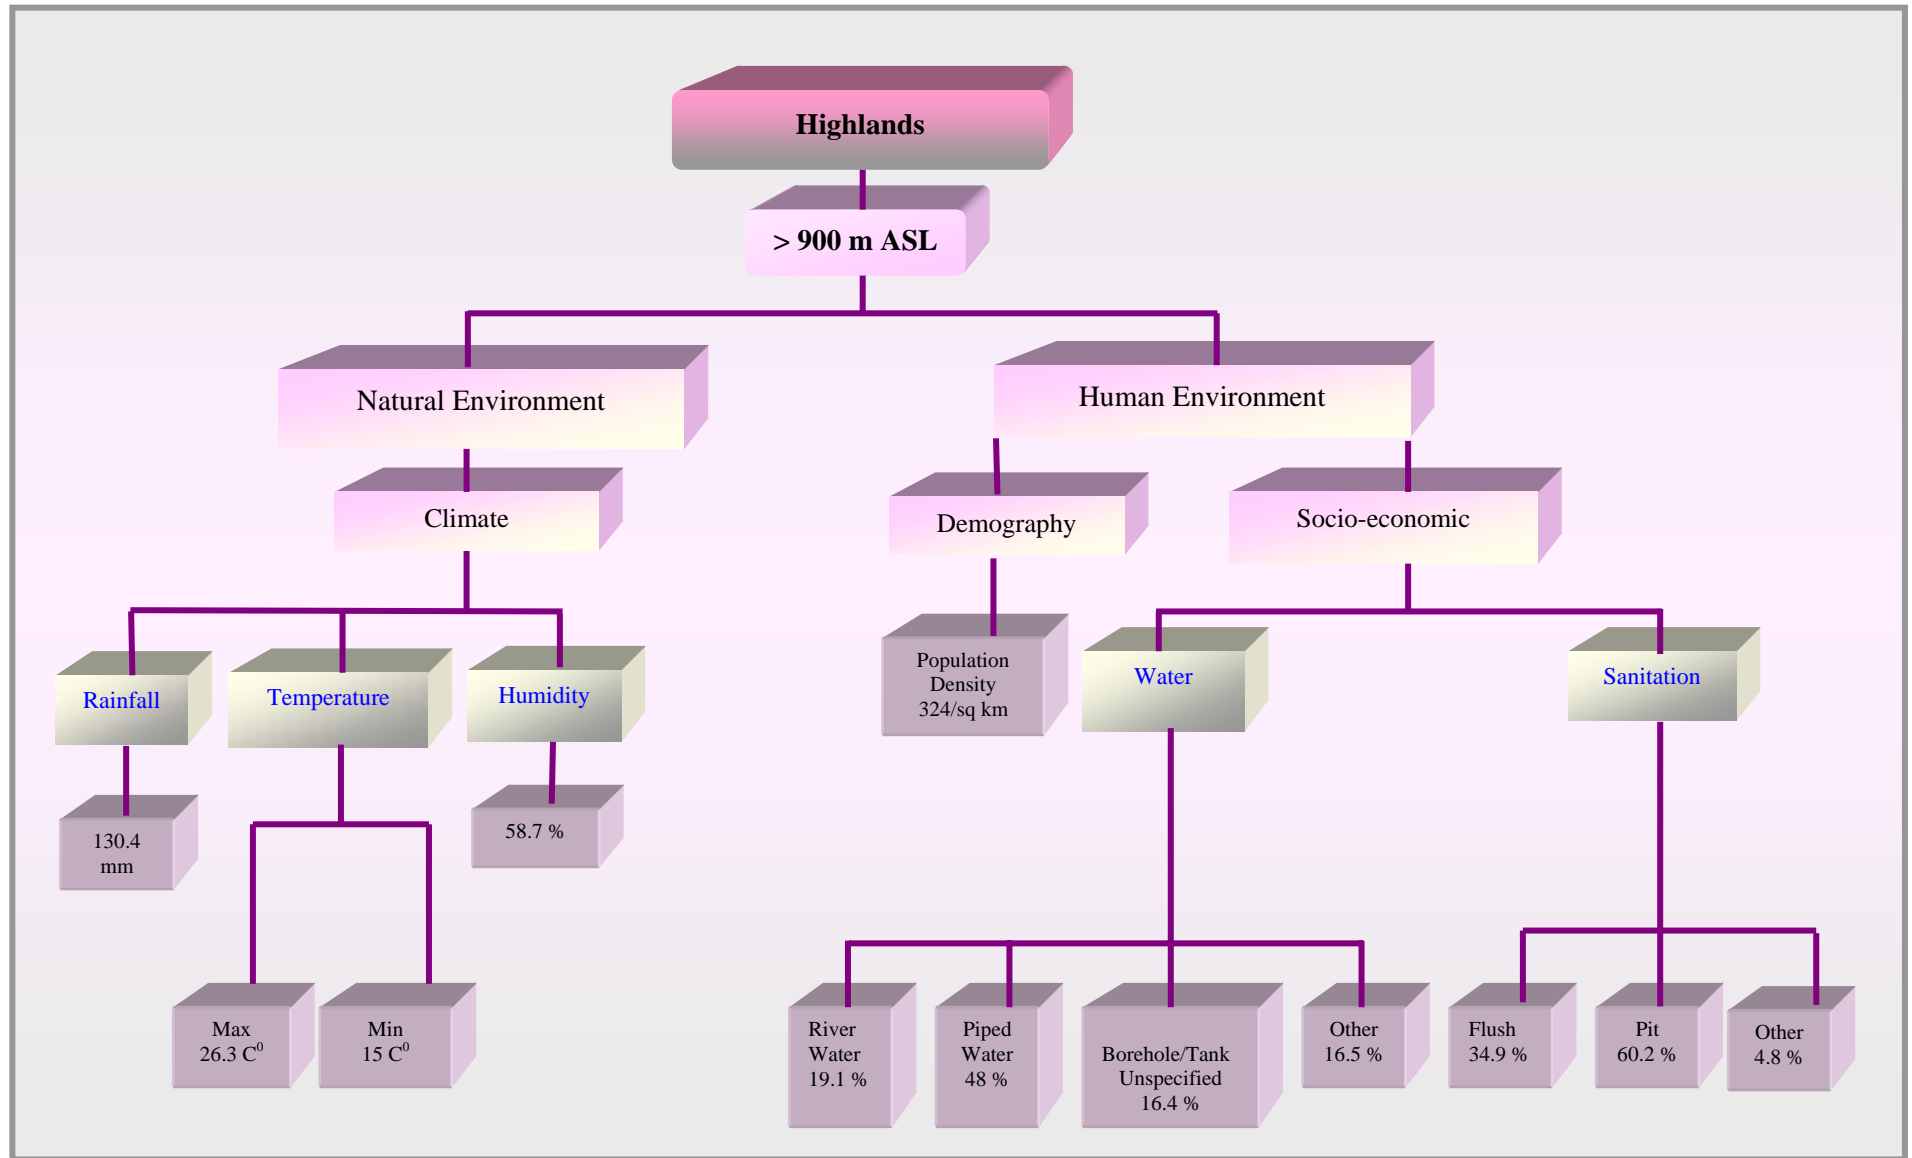 Highlands
> 900 m ASL
Natural Environment
Human Environment
Climate
Demography
Socio-economic
Rainfall
Temperature
Humidity
Population
Density
324/sq km
Water
Sanitation
130.4
mm
58.7 %
Max
26.3 C⁰
Min
15 C⁰
River
Water
19.1 %
Piped
Water
48 %
Borehole/Tank
Unspecified
16.4 %
Other
16.5 %
Flush
34.9 %
Pit
60.2 %
Other
4.8 %